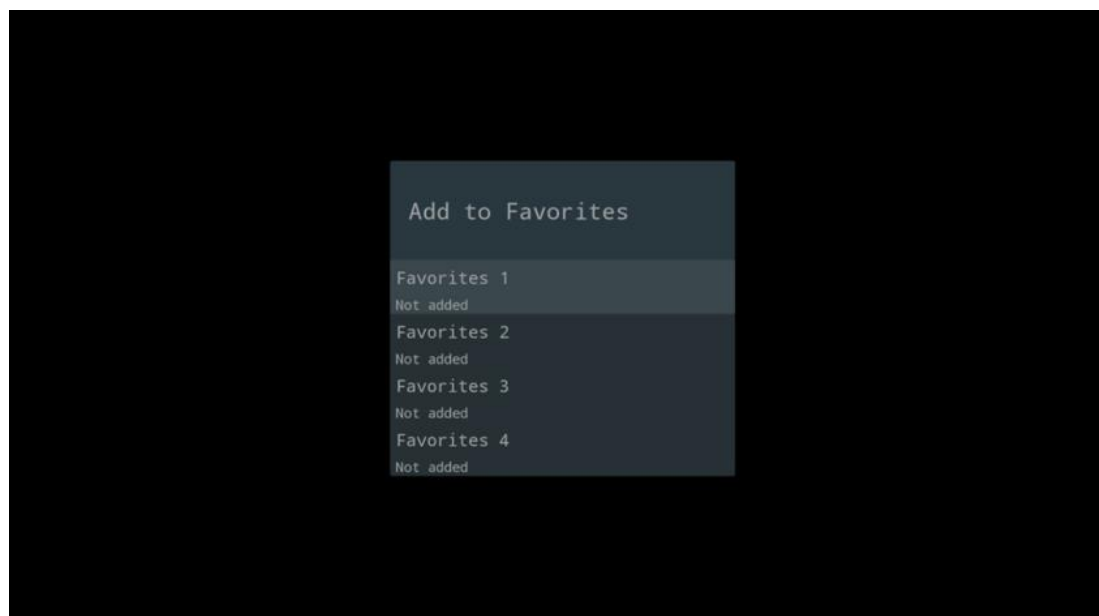 Add to Favorites
Favorites 1
Not added
Favorites 2
Not added
Favorites 3
Not added
Favorites 4
Not added